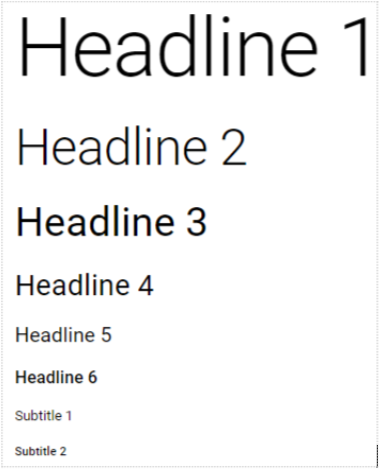 Headline 1
Headline 2
Headline 3
Headline 4
Headline 5
Headline 6
Subtitle 1
Subtitle 2